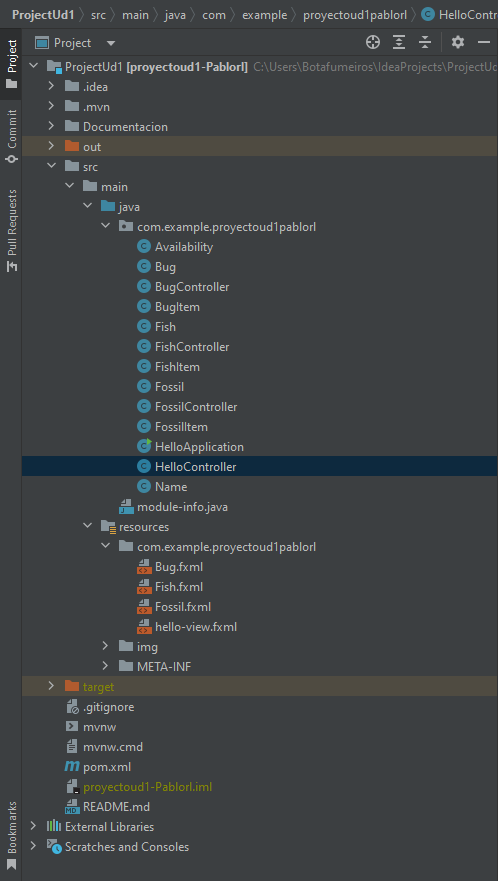 ProjectUd1 > src > main > java > com > example > proyectoud1pablorl > HelloContr
Project
ProjectUd1 [proyectoud1-Pablorl] C:\Users\Botafumeiros\IdeaProjects\ProjectUd
.idea
.mvn
Documentacion
out
src
main
java
com.example.proyectoud1pablorl
Availability
Bug
BugController
BugItem
Fish
FishController
FishItem
Fossil
FossilController
FossilItem
HelloApplication
HelloController
Name
module-info.java
resources
com.example.proyectoud1pablorl
Bug.fxml
Fish.fxml
Fossil.fxml
hello-view.fxml
img
META-INF
target
.gitignore
mvnw
mvnw.cmd
pom.xml
proyectoud1-Pablorl.iml
README.md
External Libraries
Scratches and Consoles
Project
Commit
Pull Requests
Bookmarks